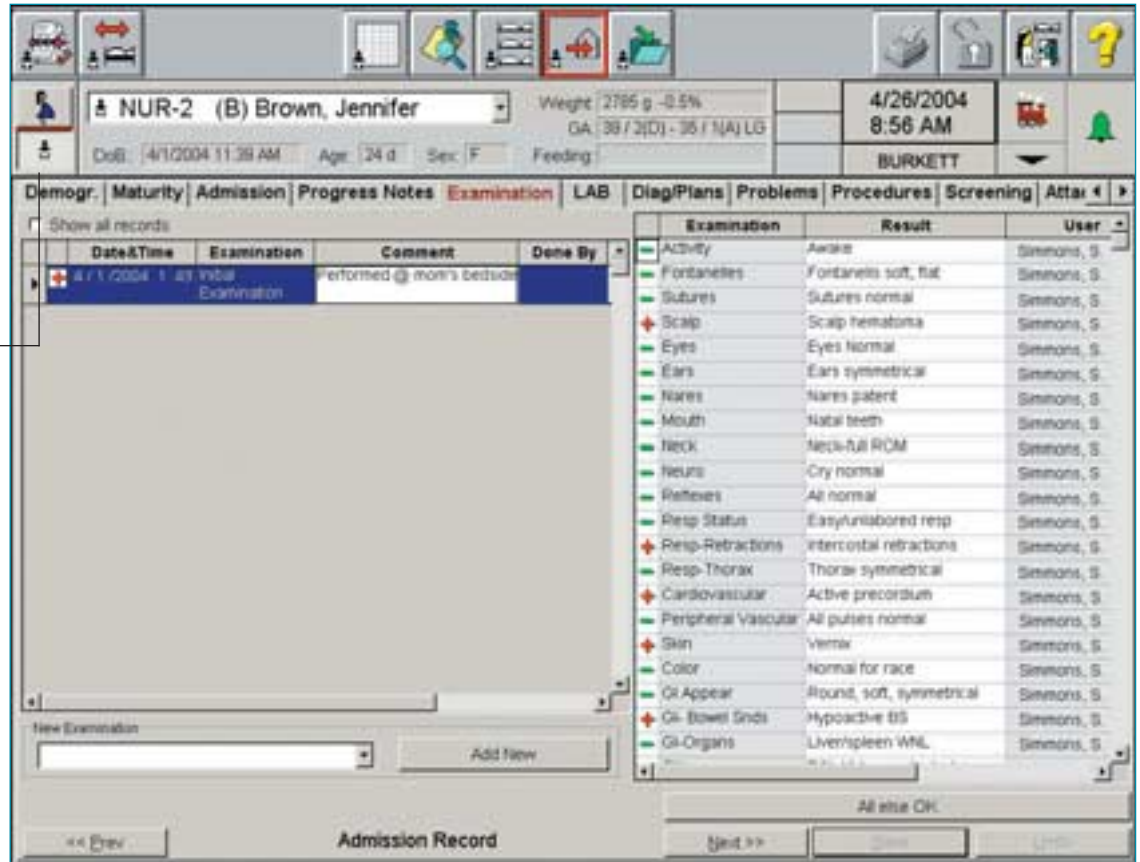 NUR-2 (B) Brown, Jennifer
Weight 2785 g -0.5%
4/26/2004
GA 39 / 2(D) - 35 / 1(A) LG
8:56 AM
DoB: 4/1/2004 11:39 AM Age: 24 d Sex: F Feeding:
BURKETT
Demogr. Maturity Admission Progress Notes Examination LAB Diag/Plans Problems Procedures Screening
Show all records
Date&Time Examination Comment Done By
4 / 1 /2004 Initial Examination Performed @ mom's bedside
New Examination
Add New
Examination Result User
Activity Awake Simmons, S.
Fontanelles Fontanelis soft, flat Simmons, S.
Sutures Sutures normal Simmons, S.
Scalp Scalp hematoma Simmons, S.
Eyes Eyes Normal Simmons, S.
Ears Ears symmetrical Simmons, S.
Nares Nares patent Simmons, S.
Mouth Natal teeth Simmons, S.
Neck Neck-full ROM Simmons, S.
Neuro Cry normal Simmons, S.
Reflexes All normal Simmons, S.
Resp Status Easy/unlabored resp Simmons, S.
Resp-Retractions Intercostal retractions Simmons, S.
Resp-Thorax Thorax symmetrical Simmons, S.
Cardiovascular Active precordium Simmons, S.
Peripheral Vascular All pulses normal Simmons, S.
Skin Vernix Simmons, S.
Color Normal for race Simmons, S.
GI Appear Round, soft, symmetrical Simmons, S.
GI- Bowel Snds Hypoactive BS Simmons, S.
GI-Organs Liver/spleen WNL Simmons, S.
All else OK
<< Prev
Admission Record
Next >>